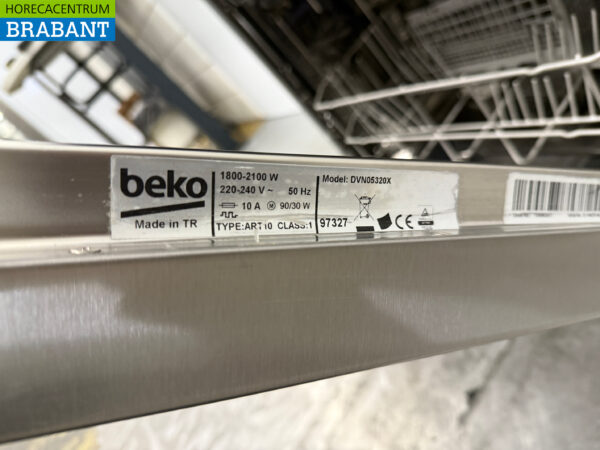 HORECACENTRUM
BRABANT
beko
Made in TR
1800-2100 W
220-240 V ~ 50 Hz
10 A M 90/30 W
TYPE:ART10 CLASS:1
Model: DVN05320X
97327
CE